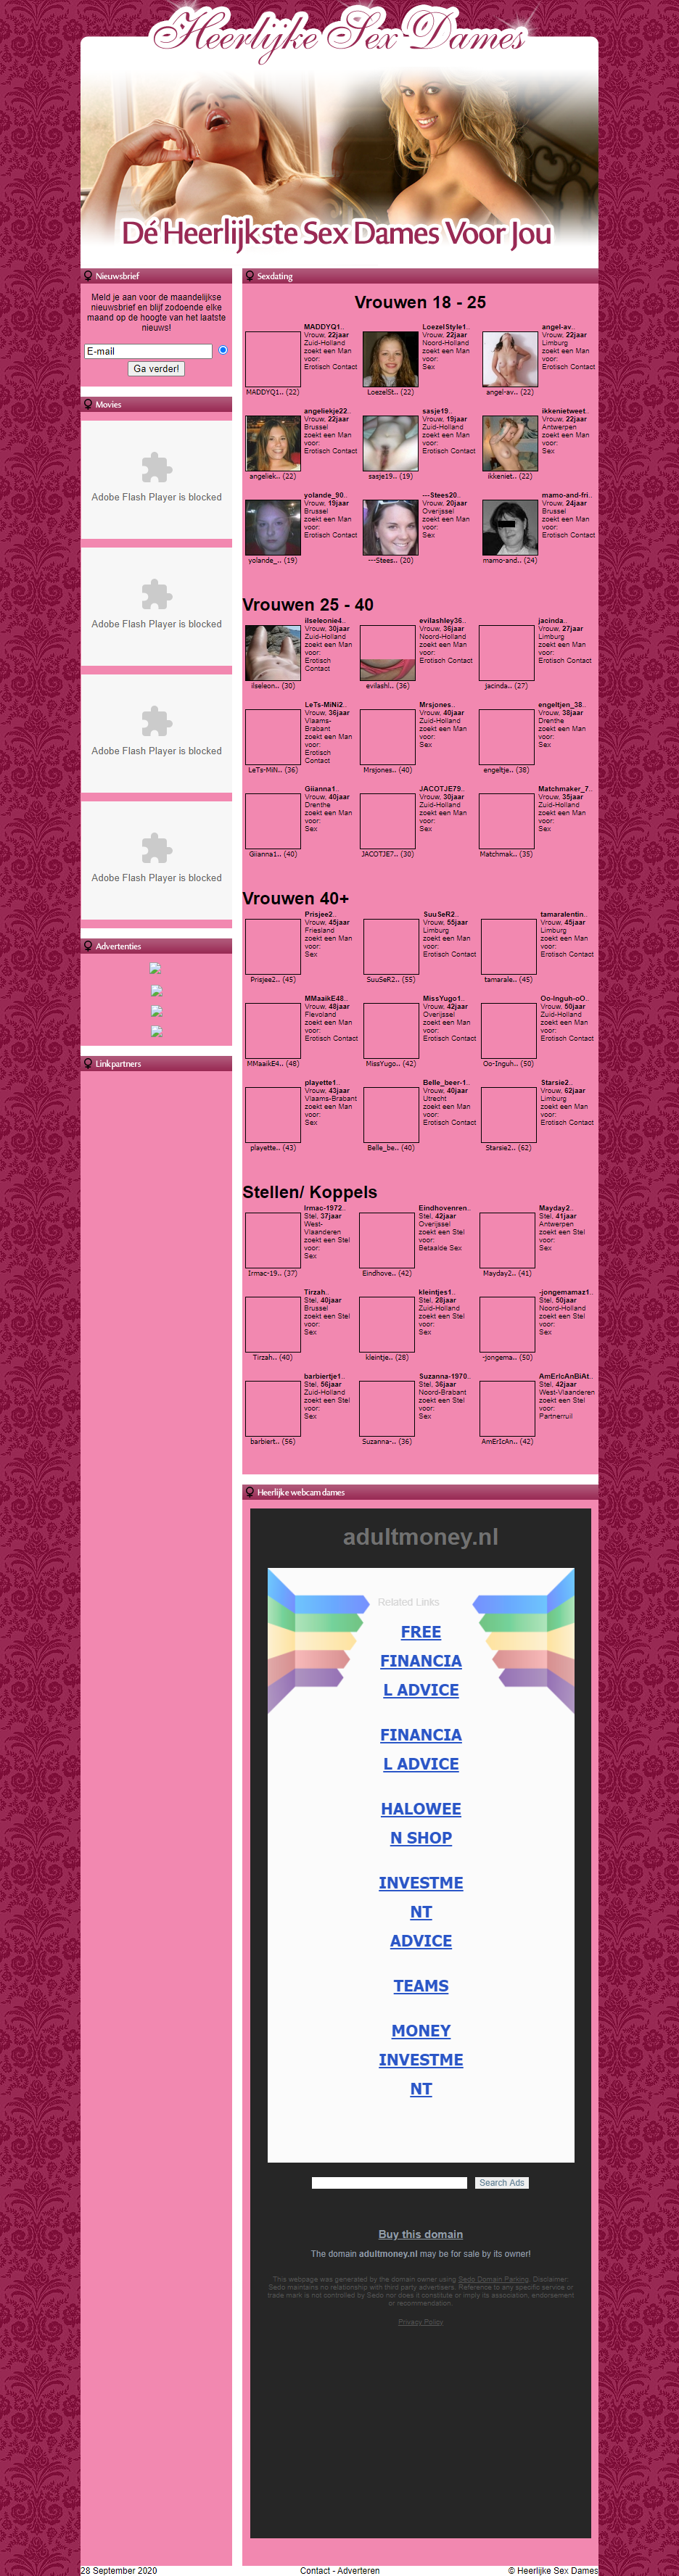 Heerlijke Sex Dames
Dé Heerlijkste Sex Dames Voor Jou
Nieuwsbrief
Meld je aan voor de maandelijkse
nieuwsbrief en blijf zodoende elke
maand op de hoogte van het laatste
nieuws!
E-mail
Ga verder!
Movies
Adobe Flash Player is blocked
Adobe Flash Player is blocked
Adobe Flash Player is blocked
Adobe Flash Player is blocked
Advertenties
Linkpartners
Sexdating
Vrouwen 18 - 25
MADDYQ1..
Vrouw, 22jaar
Zuid-Holland
zoekt een Man
voor:
Erotisch Contact
MADDYQ1.. (22)
LoezelStyle1..
Vrouw, 22jaar
Noord-Holland
zoekt een Man
voor:
Sex
LoezelSt.. (22)
angel-av..
Vrouw, 22jaar
Limburg
zoekt een Man
voor:
Erotisch Contact
angel-av.. (22)
angeliekje22..
Vrouw, 22jaar
Brussel
zoekt een Man
voor:
Erotisch Contact
angeliek.. (22)
sasje19..
Vrouw, 19jaar
Zuid-Holland
zoekt een Man
voor:
Erotisch Contact
sasje19.. (19)
ikkenietweet..
Vrouw, 22jaar
Antwerpen
zoekt een Man
voor:
Sex
ikkeniet.. (22)
yolande_90..
Vrouw, 19jaar
Brussel
zoekt een Man
voor:
Erotisch Contact
yolande_.. (19)
---Stees20..
Vrouw, 20jaar
Overijssel
zoekt een Man
voor:
Sex
---Stees.. (20)
mamo-and-fri..
Vrouw, 24jaar
Brussel
zoekt een Man
voor:
Erotisch Contact
mamo-and.. (24)
Vrouwen 25 - 40
ilseleonie4..
Vrouw, 30jaar
Zuid-Holland
zoekt een Man
voor:
Erotisch
Contact
ilseleon.. (30)
evilashley36..
Vrouw, 36jaar
Noord-Holland
zoekt een Man
voor:
Erotisch Contact
evilashl.. (36)
jacinda..
Vrouw, 27jaar
Limburg
zoekt een Man
voor:
Erotisch Contact
jacinda.. (27)
LeTs-MiNi2..
Vrouw, 36jaar
Vlaams-
Brabant
zoekt een Man
voor:
Erotisch
Contact
LeTs-MiN.. (36)
Mrsjones..
Vrouw, 40jaar
Zuid-Holland
zoekt een Man
voor:
Sex
Mrsjones.. (40)
engeltjen_38..
Vrouw, 38jaar
Drenthe
zoekt een Man
voor:
Sex
engeltje.. (38)
Giianna1..
Vrouw, 40jaar
Drenthe
zoekt een Man
voor:
Sex
Giianna1.. (40)
JACOTJE79..
Vrouw, 30jaar
Zuid-Holland
zoekt een Man
voor:
Sex
JACOTJE7.. (30)
Matchmaker_7..
Vrouw, 35jaar
Zuid-Holland
zoekt een Man
voor:
Sex
Matchmak.. (35)
Vrouwen 40+
Prisjee2..
Vrouw, 45jaar
Friesland
zoekt een Man
voor:
Sex
Prisjee2.. (45)
SuuSeR2..
Vrouw, 55jaar
Limburg
zoekt een Man
voor:
Erotisch Contact
SuuSeR2.. (55)
tamaralentin..
Vrouw, 45jaar
Limburg
zoekt een Man
voor:
Erotisch Contact
tamarale.. (45)
MMaaikE48..
Vrouw, 48jaar
Flevoland
zoekt een Man
voor:
Erotisch Contact
MMaaikE4.. (48)
MissYugo1..
Vrouw, 42jaar
Overijssel
zoekt een Man
voor:
Erotisch Contact
MissYugo.. (42)
Oo-Inguh-oO..
Vrouw, 50jaar
Zuid-Holland
zoekt een Man
voor:
Erotisch Contact
Oo-Inguh.. (50)
playette1..
Vrouw, 43jaar
Vlaams-Brabant
zoekt een Man
voor:
Sex
playette.. (43)
Belle_beer-1..
Vrouw, 40jaar
Utrecht
zoekt een Man
voor:
Erotisch Contact
Belle_be.. (40)
Starsie2..
Vrouw, 62jaar
Limburg
zoekt een Man
voor:
Erotisch Contact
Starsie2.. (62)
Stellen/ Koppels
Irmac-1972..
Stel, 37jaar
West-
Vlaanderen
zoekt een Stel
voor:
Sex
Irmac-19.. (37)
Eindhovenren..
Stel, 42jaar
Overijssel
zoekt een Stel
voor:
Betaalde Sex
Eindhove.. (42)
Mayday2..
Stel, 41jaar
Antwerpen
zoekt een Stel
voor:
Sex
Mayday2.. (41)
Tirzah..
Stel, 40jaar
Brussel
zoekt een Stel
voor:
Sex
Tirzah.. (40)
kleintjes1..
Stel, 28jaar
Zuid-Holland
zoekt een Stel
voor:
Sex
kleintje.. (28)
-jongemamaz1..
Stel, 50jaar
Noord-Holland
zoekt een Stel
voor:
Sex
-jongema.. (50)
barbiertje1..
Stel, 56jaar
Zuid-Holland
zoekt een Stel
voor:
Sex
barbiert.. (56)
Suzanna-1970..
Stel, 36jaar
Noord-Brabant
zoekt een Stel
voor:
Sex
Suzanna-.. (36)
AmErIcAnBiAt..
Stel, 42jaar
West-Vlaanderen
zoekt een Stel
voor:
Partnerruil
AmErIcAn.. (42)
Heerlijke webcam dames
adultmoney.nl
Related Links
FREE
FINANCIA
L ADVICE
FINANCIA
L ADVICE
HALOWEE
N SHOP
INVESTME
NT
ADVICE
TEAMS
MONEY
INVESTME
NT
Search Ads
Buy this domain
The domain adultmoney.nl may be for sale by its owner!
This webpage was generated by the domain owner using Sedo Domain Parking. Disclaimer:
Sedo maintains no relationship with third party advertisers. Reference to any specific service or
trade mark is not controlled by Sedo nor does it constitute or imply its association, endorsement
or recommendation.
Privacy Policy
28 September 2020
Contact - Adverteren
© Heerlijke Sex Dames